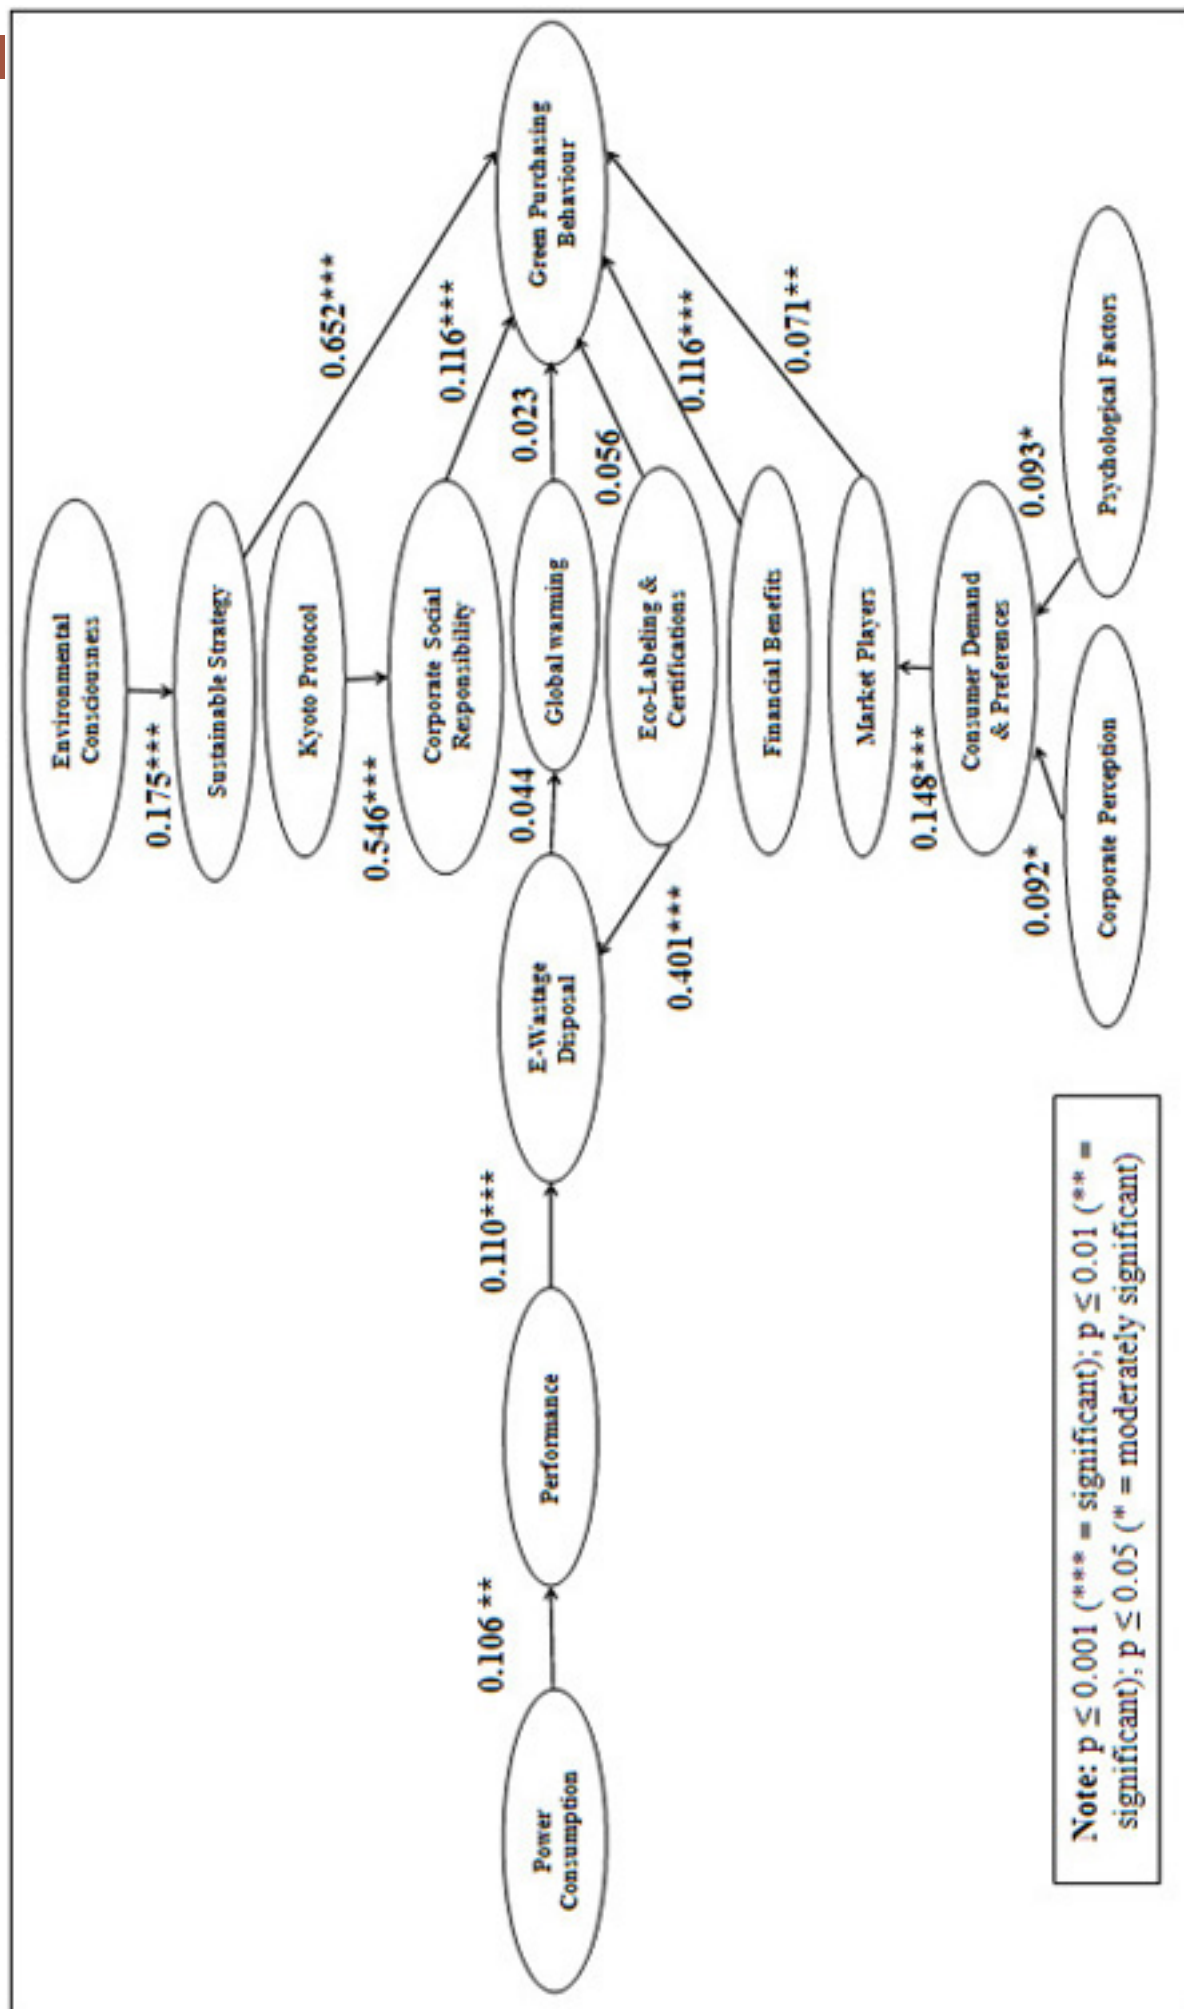 Environmental
Consciousness
0.175***
Sustainable Strategy
0.652***
Kyoto Protocol
0.546***
Corporate Social
Responsibility
0.116***
Power
Consumption
0.106**
Performance
0.110***
E-Wastage
Disposal
0.044
Global warming
0.023
Green Purchasing
Behaviour
Eco-Labeling &
Certifications
0.056
0.401***
Financial Benefits
0.116***
Market Players
0.071**
0.148***
Consumer Demand
& Preferences
0.092*
0.093*
Corporate Perception
Psychological Factors
Note: p ≤ 0.001 (*** = significant); p ≤ 0.01 (** =
significant); p ≤ 0.05 (* = moderately significant)